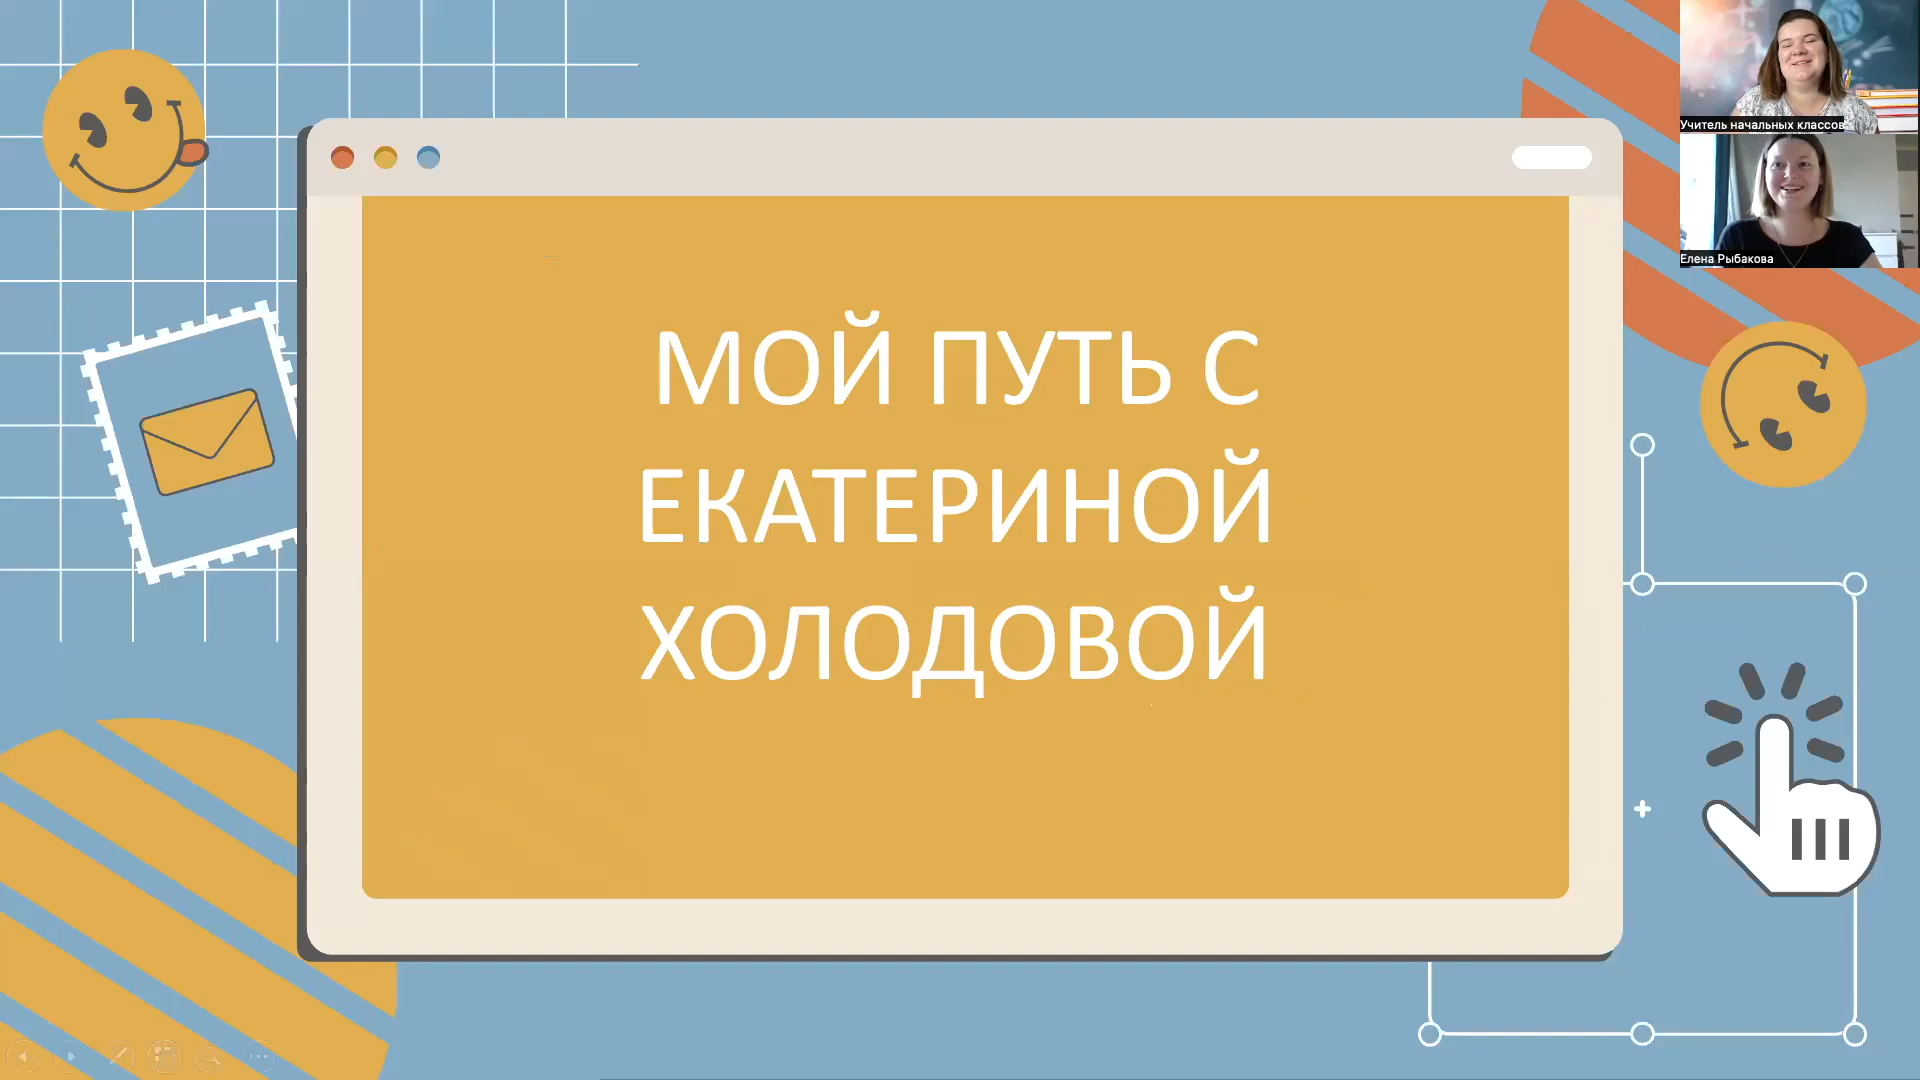 Учитель начальных классов
Елена Рыбакова
МОЙ ПУТЬ С
ЕКАТЕРИНОЙ
ХОЛОДОВОЙ